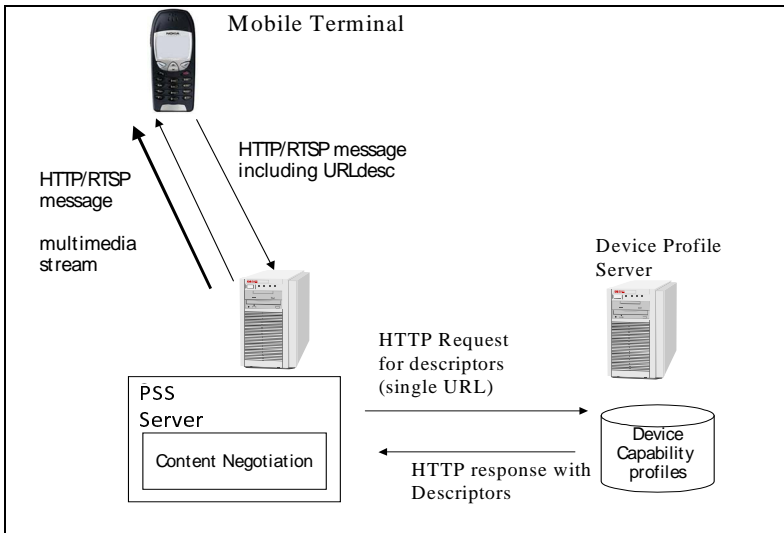 Mobile Terminal
HTTP/RTSP message
including URLdesc
HTTP/RTSP
message
multimedia
stream
Device Profile
Server
HTTP Request
for descriptors
(single URL)
PSS
Server
Content Negotiation
Device
Capability
profiles
HTTP response with
Descriptors